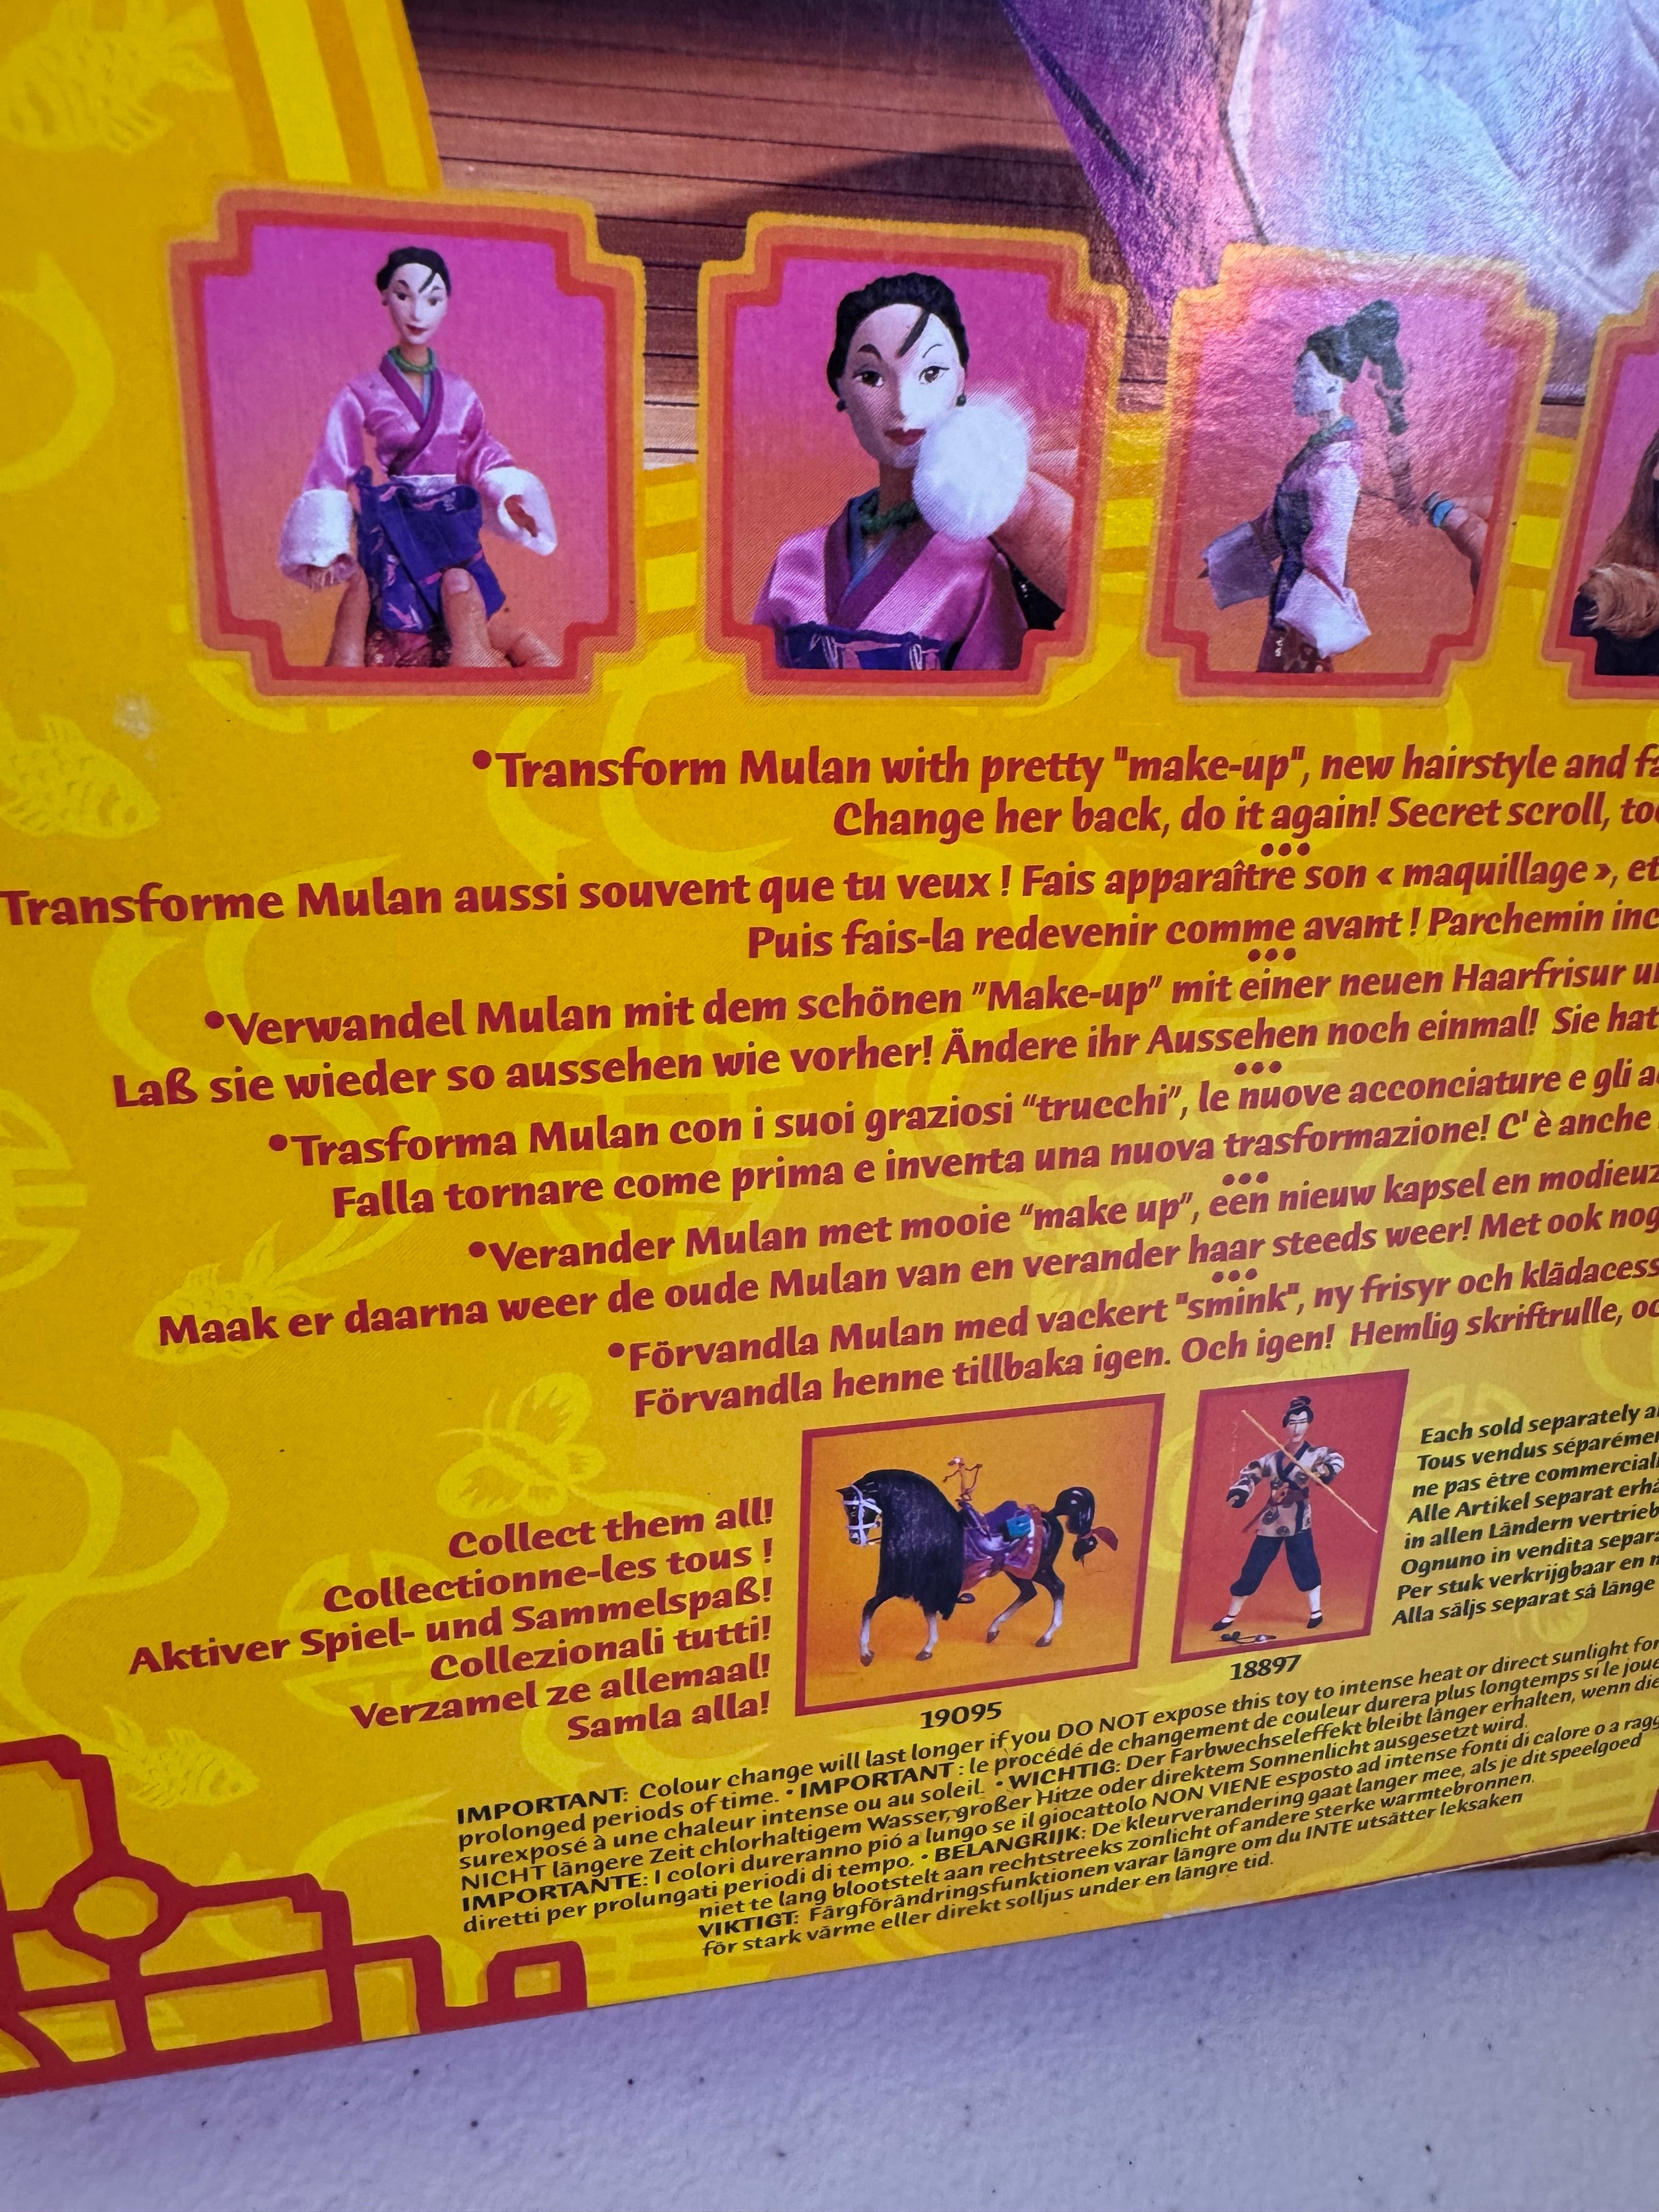 •Transform Mulan with pretty "make-up", new hairstyle and
Change her back, do it again! Secret scroll,
•••
Transforme Mulan aussi souvent que tu veux ! Fais apparaître son « maquillage », et
Puis fais-la redevenir comme avant ! Parchemin
•••
•Verwandel Mulan mit dem schönen "Make-up" mit einer neuen Haarfrisur
Laß sie wieder so aussehen wie vorher! Ändere ihr Aussehen noch einmal! Sie hat
•••
•Trasforma Mulan con i suoi graziosi “trucchi”, le nuove acconciature e gli
Falla tornare come prima e inventa una nuova trasformazione! C'è anche
•••
•Verander Mulan met mooie “make up”, een nieuw kapsel en
Maak er daarna weer de oude Mulan van en verander haar steeds weer! Met ook nog
•••
•Förvandla Mulan med vackert "smink", ny frisyr och
Förvandla henne tillbaka igen. Och igen! Hemlig skriftrulle,
Collect them all!
Collectionne-les tous !
Aktiver Spiel- und Sammelspaß!
Collezionali tutti!
Verzamel ze allemaal!
Samla alla!
19095
18897
Each sold separately
Tous vendus
ne pas être
Alle Artikel separat
in allen Ländern
Ognuno in vendita
Per stuk verkrijgbaar en
Alla säljs separat så länge
IMPORTANT: Colour change will last longer if you DO NOT expose this toy to intense heat or direct sunlight for
prolonged periods of time. • IMPORTANT : le procédé de changement de couleur durera plus longtemps si le
surexposé à une chaleur intense ou au soleil. • WICHTIG: Der Farbwechseleffekt bleibt länger erhalten, wenn
NICHT längere Zeit chlorhaltigem Wasser, großer Hitze oder direktem Sonnenlicht ausgesetzt wird.
IMPORTANTE: I colori dureranno pió a lungo se il giocattolo NON VIENE esposto ad intense fonti di calore o a
diretti per prolungati periodi di tempo. • BELANGRIJK: De kleurverandering gaat langer mee, als je dit speelgoed
niet te lang blootstelt aan rechtstreeks zonlicht of andere sterke warmtebronnen.
VIKTIGT: Färgförändringsfunktionen varar längre om du INTE utsätter leksaken
för stark värme eller direkt solljus under en längre tid.